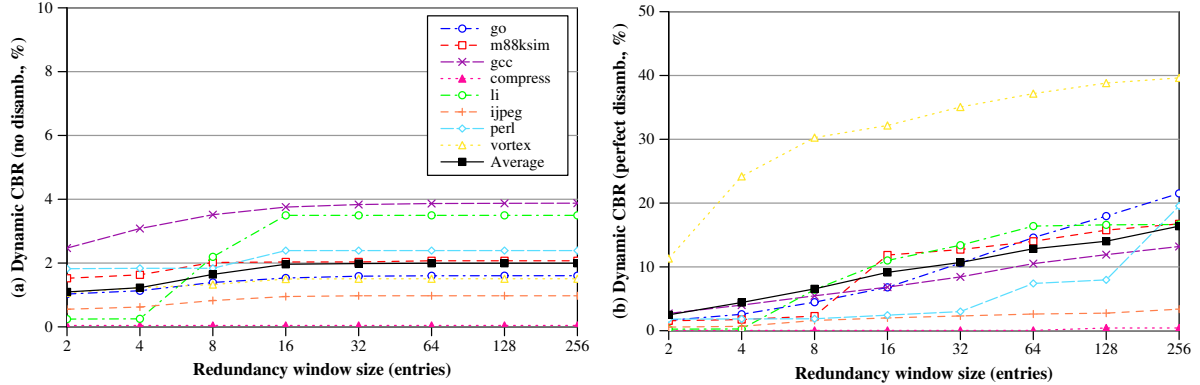 (a) Dynamic CBR (no disamb., %)
10
8
6
4
2
0
go
m88ksim
gcc
compress
li
ijpeg
perl
vortex
Average
2 4 8 16 32 64 128 256
Redundancy window size (entries)
(b) Dynamic CBR (perfect disamb., %)
50
40
30
20
10
0
2 4 8 16 32 64 128 256
Redundancy window size (entries)